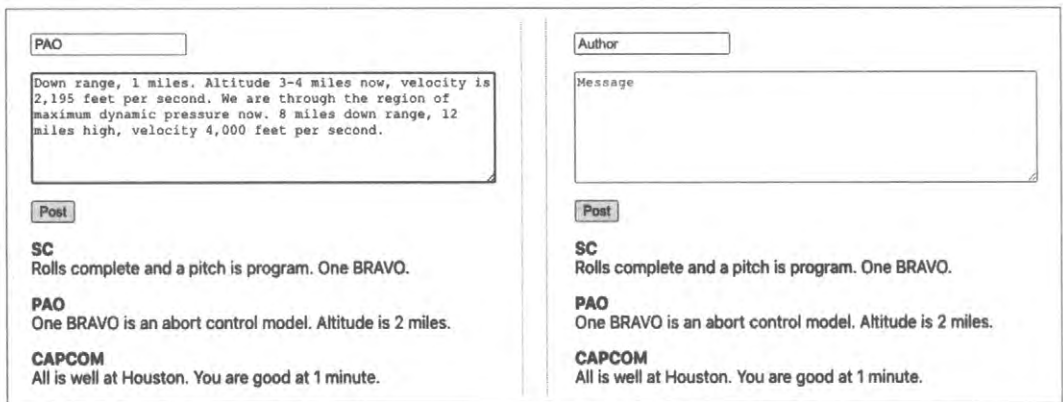 PAO
Down range, 1 miles. Altitude 3-4 miles now, velocity is
2,195 feet per second. We are through the region of
maximum dynamic pressure now. 8 miles down range, 12
miles high, velocity 4,000 feet per second.
Post
SC
Rolls complete and a pitch is program. One BRAVO.
PAO
One BRAVO is an abort control model. Altitude is 2 miles.
CAPCOM
All is well at Houston. You are good at 1 minute.
Author
Message
Post
SC
Rolls complete and a pitch is program. One BRAVO.
PAO
One BRAVO is an abort control model. Altitude is 2 miles.
CAPCOM
All is well at Houston. You are good at 1 minute.